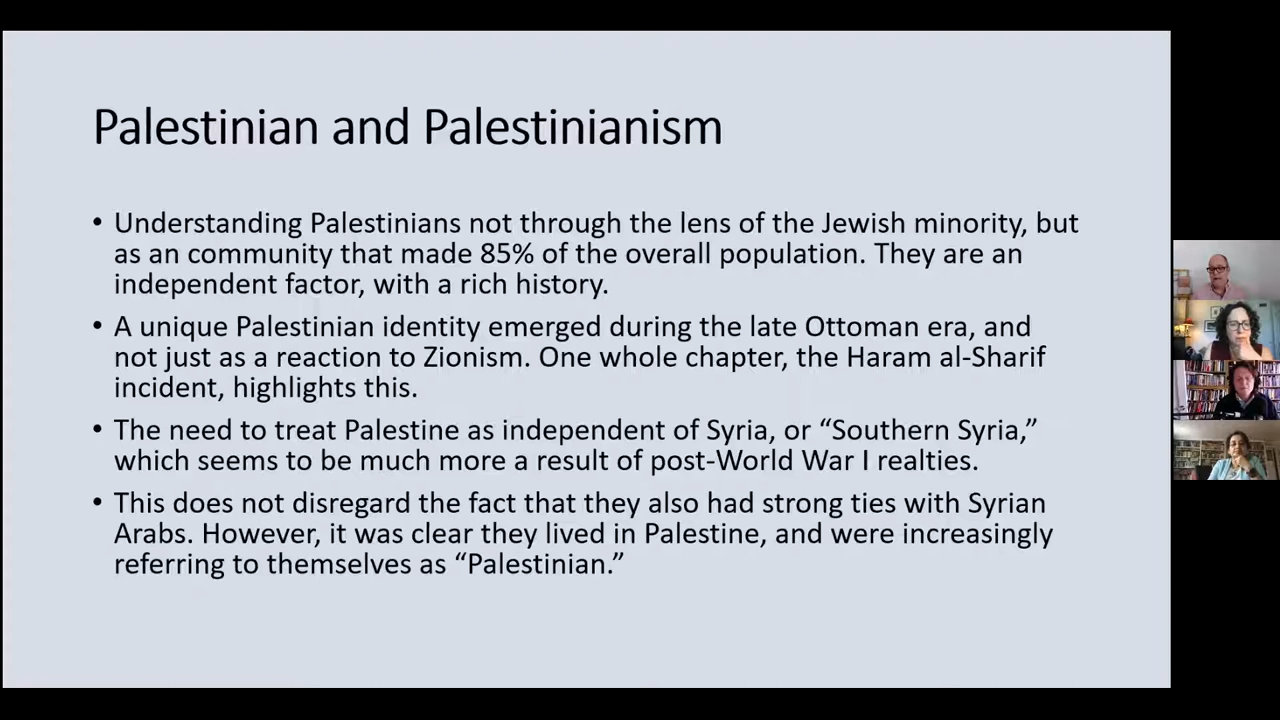 Palestinian and Palestinianism
• Understanding Palestinians not through the lens of the Jewish minority, but
as an community that made 85% of the overall population. They are an
independent factor, with a rich history.
• A unique Palestinian identity emerged during the late Ottoman era, and
not just as a reaction to Zionism. One whole chapter, the Haram al-Sharif
incident, highlights this.
• The need to treat Palestine as independent of Syria, or “Southern Syria,”
which seems to be much more a result of post-World War I realties.
• This does not disregard the fact that they also had strong ties with Syrian
Arabs. However, it was clear they lived in Palestine, and were increasingly
referring to themselves as “Palestinian.”